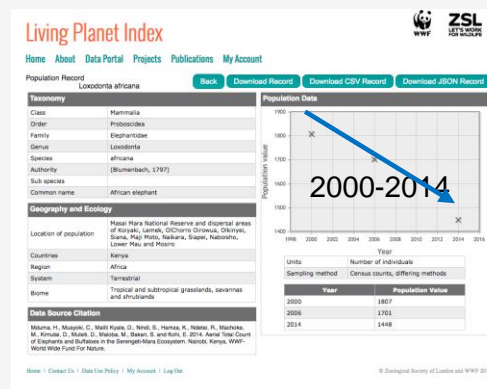 Living Planet Index
WWF
ZSL
LET'S WORK
FOR WILDLIFE
Home About Data Portal Projects Publications My Account
Population Record
Loxodonta africana
Back Download Record Download CSV Record Download JSON Record
Taxonomy
Class Mammalia
Order Proboscidea
Family Elephantidae
Genus Loxodonta
Species africana
Authority (Blumenbach, 1797)
Sub species
Common name African elephant
Geography and Ecology
Location of population Masai Mara National Reserve and dispersal areas
of Koyaki, Lemek, OlChorro Oirowua, Olkinyei,
Siana, Maji Moto, Naikara, Siapei, Naboisho,
Lower Mau and Mosiro
Countries Kenya
Region Africa
System Terrestrial
Biome Tropical and subtropical grasslands, savannas
and shrublands
Data Source Citation
Mduma, H., Musyoki, C., Maliti Kyale, D., Nindi, S., Hamza, K., Ndetei, R., Machoke,
M., Kimutai, D., Muteti, D., Maloba, M., Bakari, S. and Kohi, E. 2014. Aerial Total Count
of Elephants and Buffaloes in the Serengeti-Mara Ecosystem. Nairobi, Kenya, WWF-
World Wide Fund For Nature.
Population Data
Population value
1900
1800
1700
1600
1500
1400
2000-2014
1998 2000 2002 2004 2006 2008 2010 2012 2014 2016
Year
Units Number of individuals
Sampling method Census counts, differing methods
Year Population Value
2000 1807
2006 1701
2014 1448
Home | Contact Us | Data Use Policy | My Account | Log Out
© Zoological Society of London and WWF